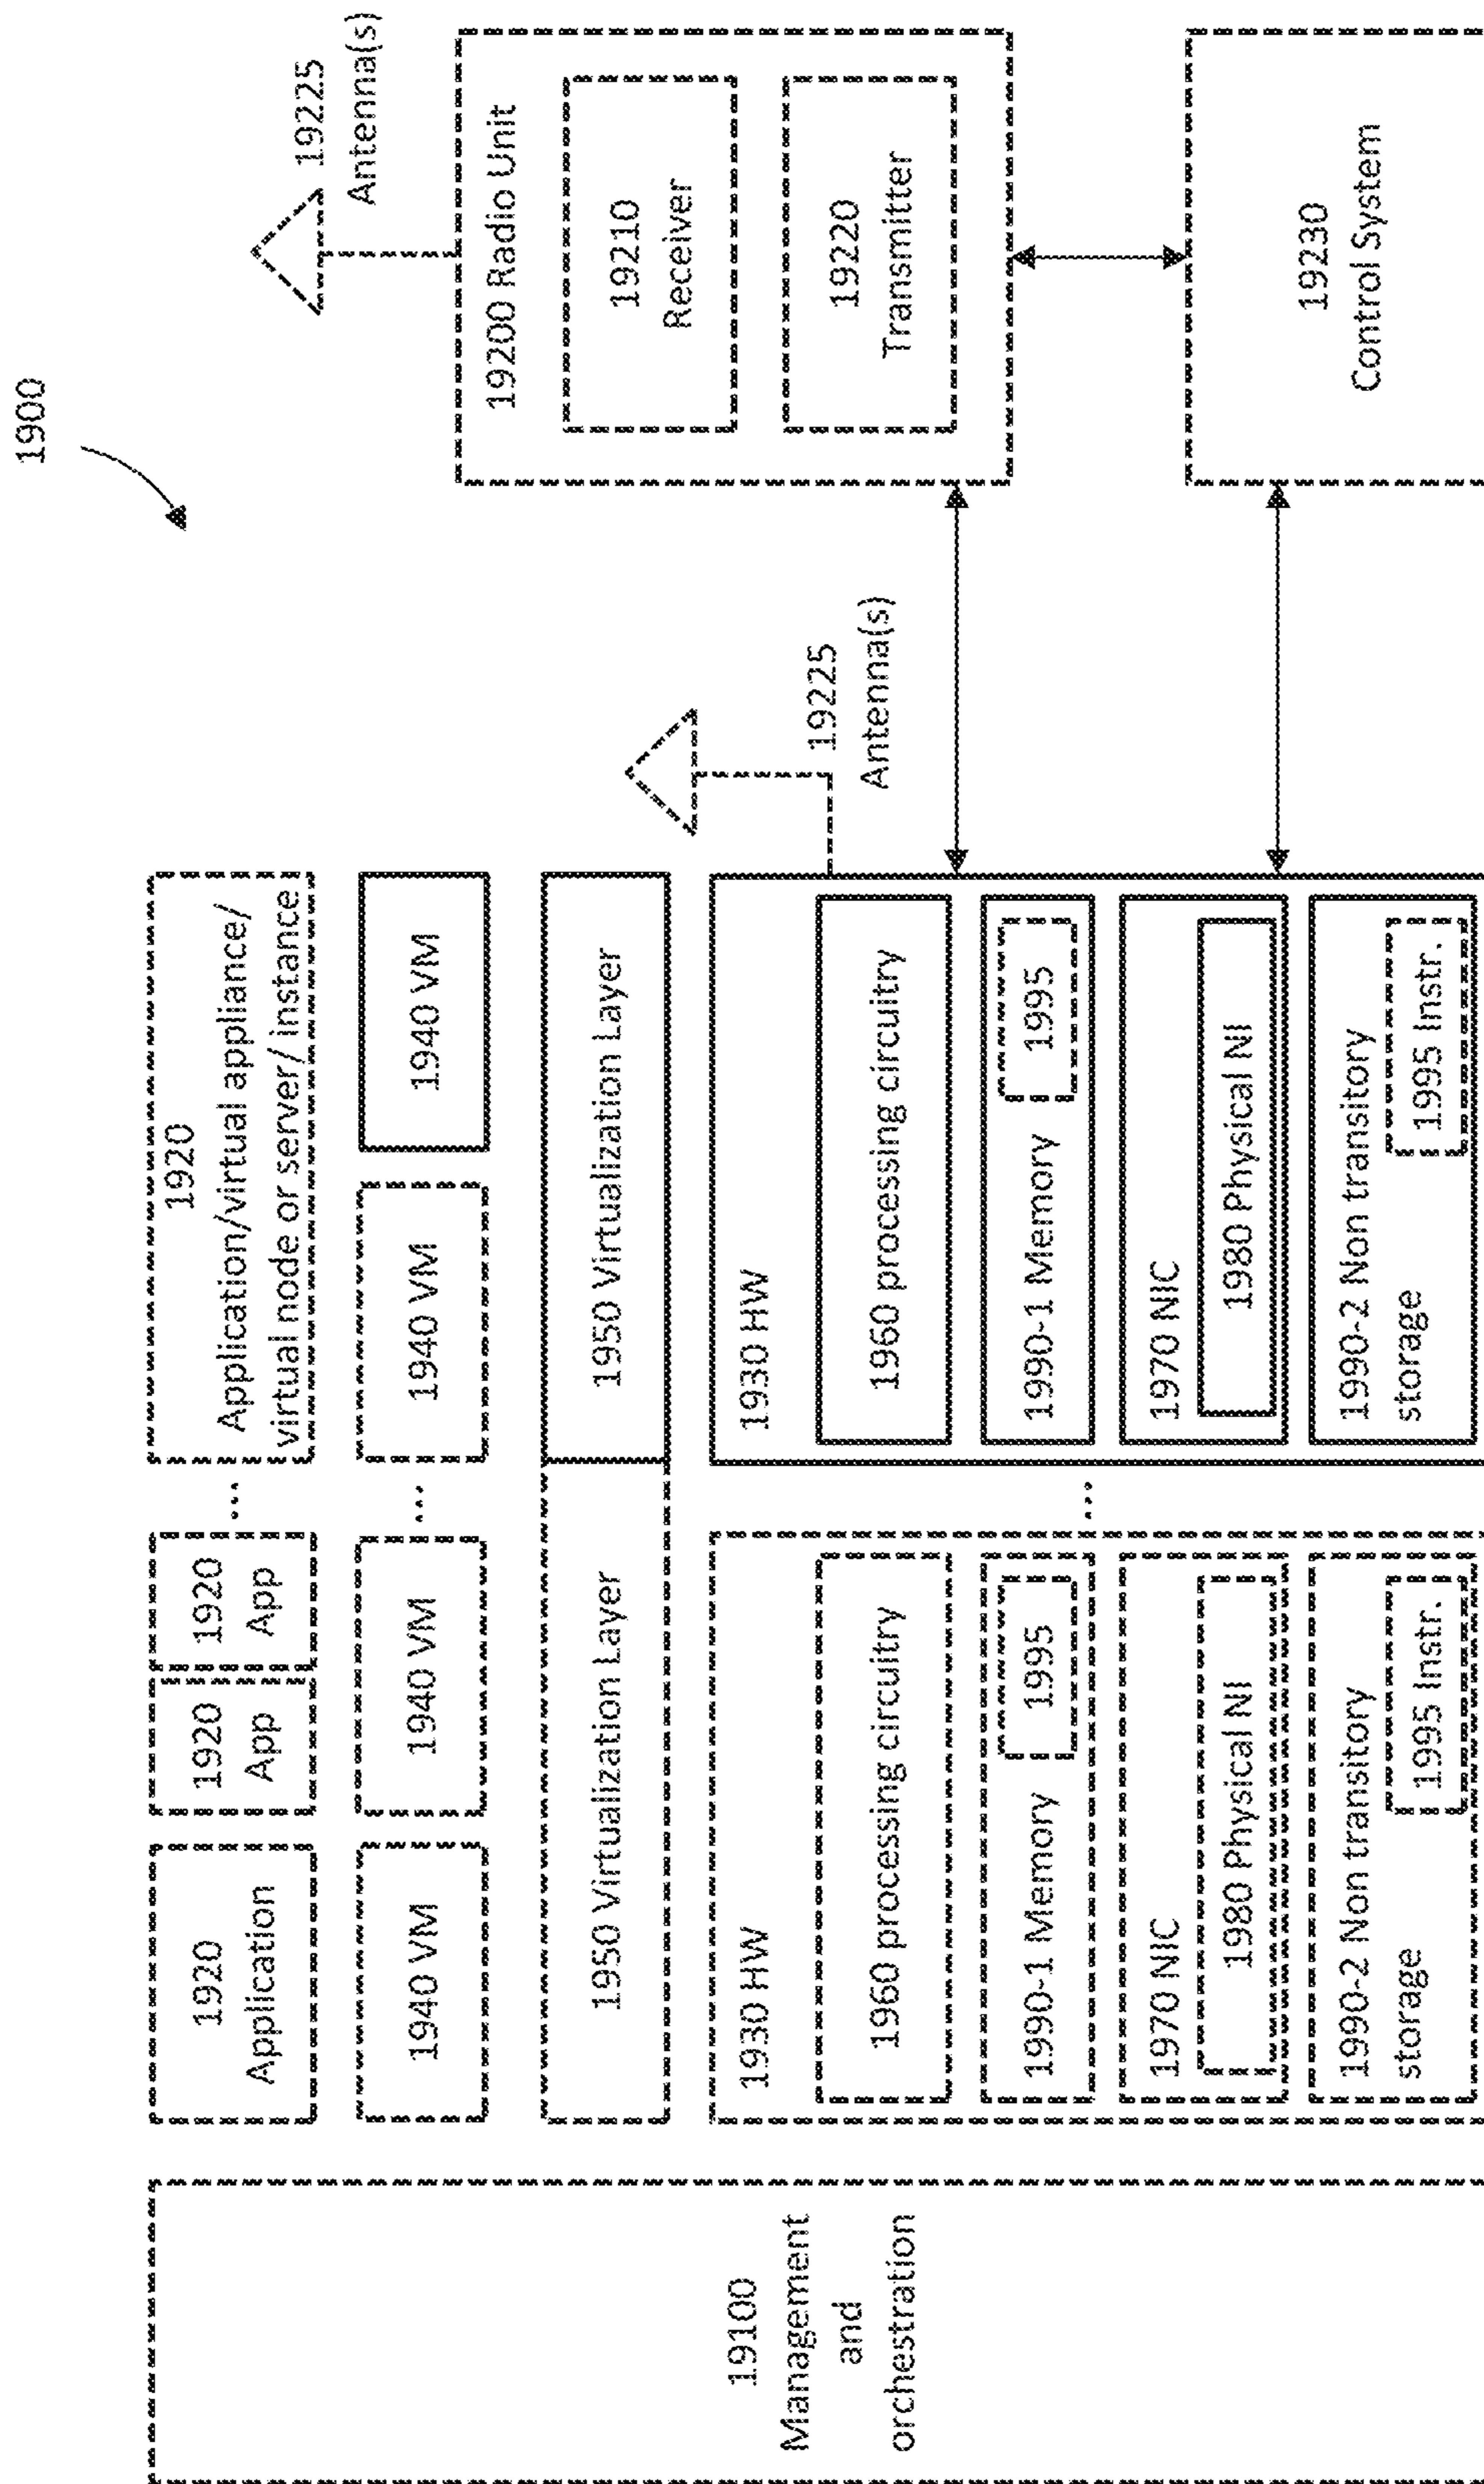 1900
19100
Management
and
orchestration
1920
Application
1920
App
1920
App
...
1920
Application/virtual appliance/
virtual node or server/ instance
1940 VM
1940 VM
...
1940 VM
1940 VM
1950 Virtualization Layer
1950 Virtualization Layer
1930 HW
1960 processing circuitry
1990-1 Memory
1995
1970 NIC
1980 Physical NI
1990-2 Non transitory
storage
1995 Instr.
...
1930 HW
1960 processing circuitry
1990-1 Memory
1995
1970 NIC
1980 Physical NI
1990-2 Non transitory
storage
1995 Instr.
19225
Antenna(s)
19225
Antenna(s)
19200 Radio Unit
19210
Receiver
19220
Transmitter
19230
Control System